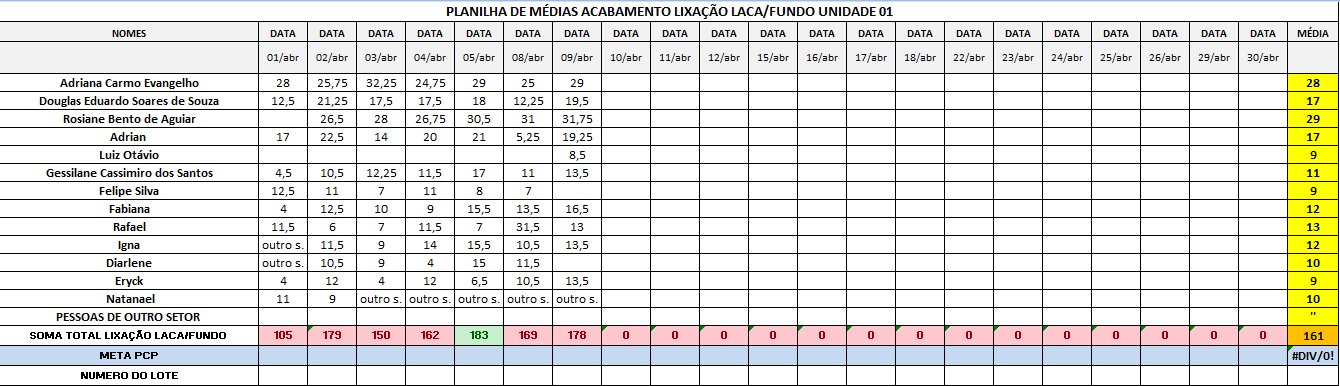 PLANILHA DE MÉDIAS ACABAMENTO LIXAÇÃO LACA/FUNDO UNIDADE 01
NOMES DATA DATA DATA DATA DATA DATA DATA DATA DATA DATA DATA DATA DATA DATA DATA DATA DATA DATA DATA DATA DATA MÉDIA
01/abr 02/abr 03/abr 04/abr 05/abr 08/abr 09/abr 10/abr 11/abr 12/abr 15/abr 16/abr 17/abr 18/abr 22/abr 23/abr 24/abr 25/abr 26/abr 29/abr 30/abr
Adriana Carmo Evangelho 28 25,75 32,25 24,75 29 25 29 28
Douglas Eduardo Soares de Souza 12,5 21,25 17,5 17,5 18 12,25 19,5 17
Rosiane Bento de Aguiar 26,5 28 26,75 30,5 31 31,75 29
Adrian 17 22,5 14 20 21 5,25 19,25 17
Luiz Otávio 8,5 9
Gessilane Cassimiro dos Santos 4,5 10,5 12,25 11,5 17 11 13,5 11
Felipe Silva 12,5 11 7 11 8 7 9
Fabiana 4 12,5 10 9 15,5 13,5 16,5 12
Rafael 11,5 6 7 11,5 7 31,5 13 13
Igna outro s. 11,5 9 14 15,5 10,5 13,5 12
Diarlene outro s. 10,5 9 4 15 11,5 10
Eryck 4 12 4 12 6,5 10,5 13,5 9
Natanael 11 9 outro s. outro s. outro s. outro s. outro s. 10
PESSOAS DE OUTRO SETOR "
SOMA TOTAL LIXAÇÃO LACA/FUNDO 105 179 150 162 183 169 178 0 0 0 0 0 0 0 0 0 0 0 0 0 0 161
META PCP #DIV/0!
NUMERO DO LOTE